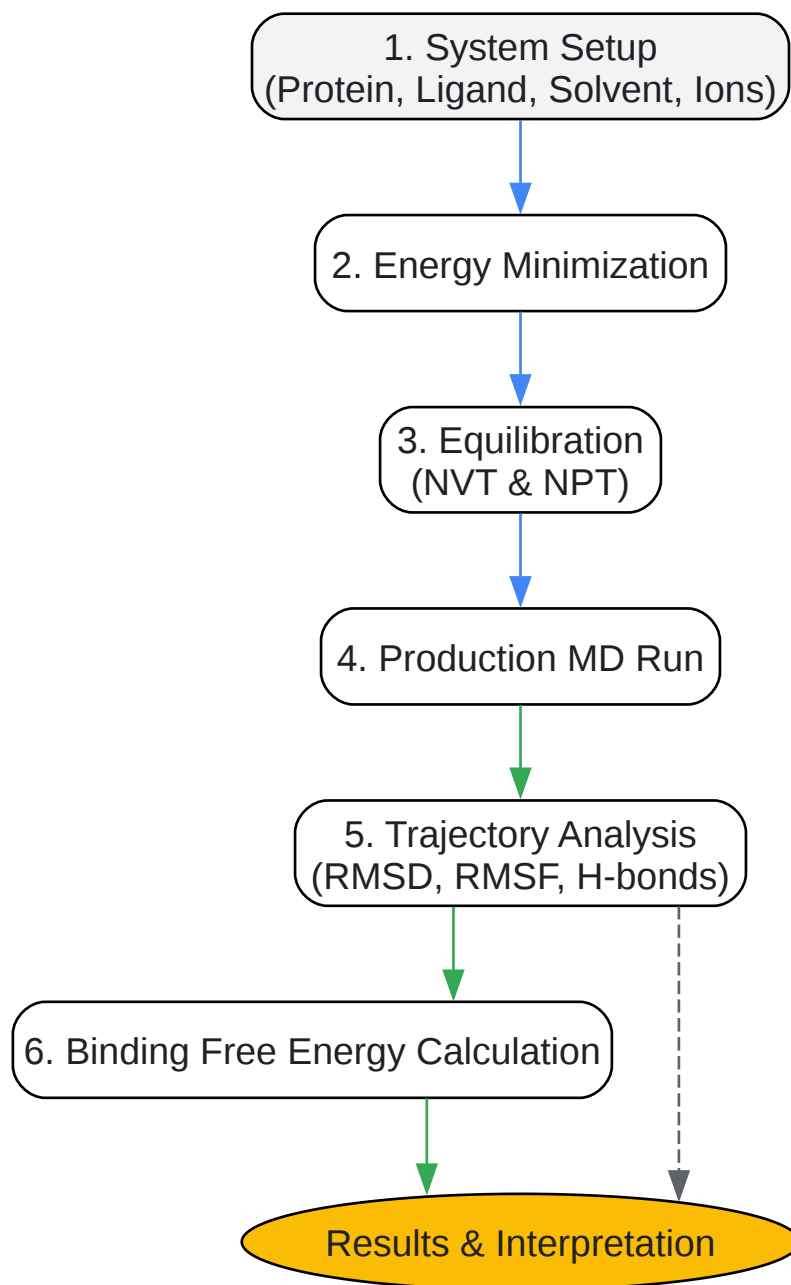 1. System Setup
(Protein, Ligand, Solvent, Ions)
2. Energy Minimization
3. Equilibration
(NVT & NPT)
4. Production MD Run
5. Trajectory Analysis
(RMSD, RMSF, H-bonds)
6. Binding Free Energy Calculation
Results & Interpretation